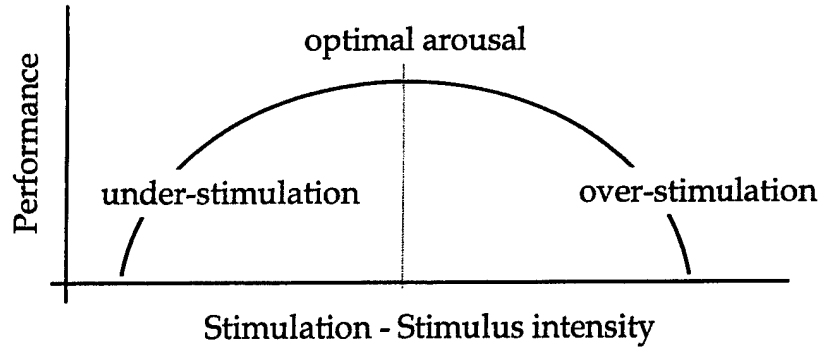 optimal arousal
Performance
under-stimulation
over-stimulation
Stimulation - Stimulus intensity